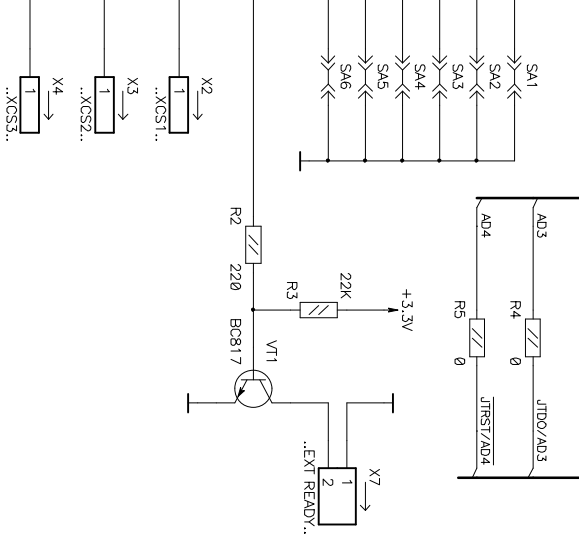 SA1
SA2
SA3
SA4
SA5
SA6
X2
1
..XCS1..
X3
1
..XCS2..
X4
1
..XCS3..
AD3
R4
0
JTDO/AD3
AD4
R5
0
JTRST/AD4
+3.3V
22K
R3
R2
220
VT1
BC817
X7
1
2
..EXT READY..